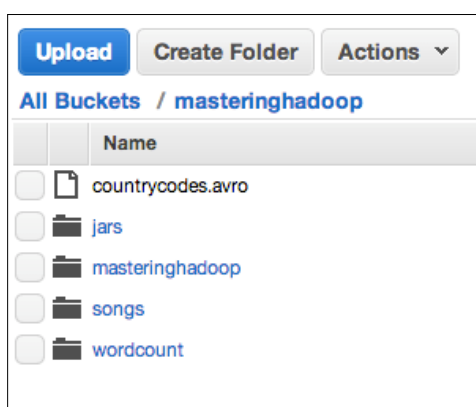 Upload Create Folder Actions
All Buckets / masteringhadoop
Name
countrycodes.avro
jars
masteringhadoop
songs
wordcount